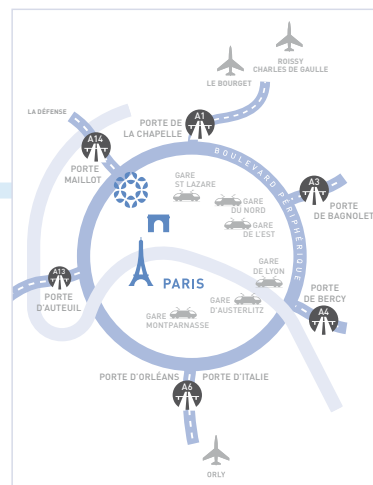 ROISSY
CHARLES DE GAULLE
LE BOURGET
LA DÉFENSE
A1
PORTE DE
LA CHAPELLE
A14
PORTE
MAILLOT
BOULEVARD PÉRIPHÉRIQUE
GARE
ST LAZARE
A3
PORTE
DE BAGNOLET
GARE
DU NORD
GARE
DE L'EST
GARE
DE LYON
A13
PORTE
D'AUTEUIL
PARIS
PORTE
DE BERCY
A4
GARE
D'AUSTERLITZ
GARE
MONTPARNASSE
PORTE D'ORLÉANS
PORTE D'ITALIE
A6
ORLY